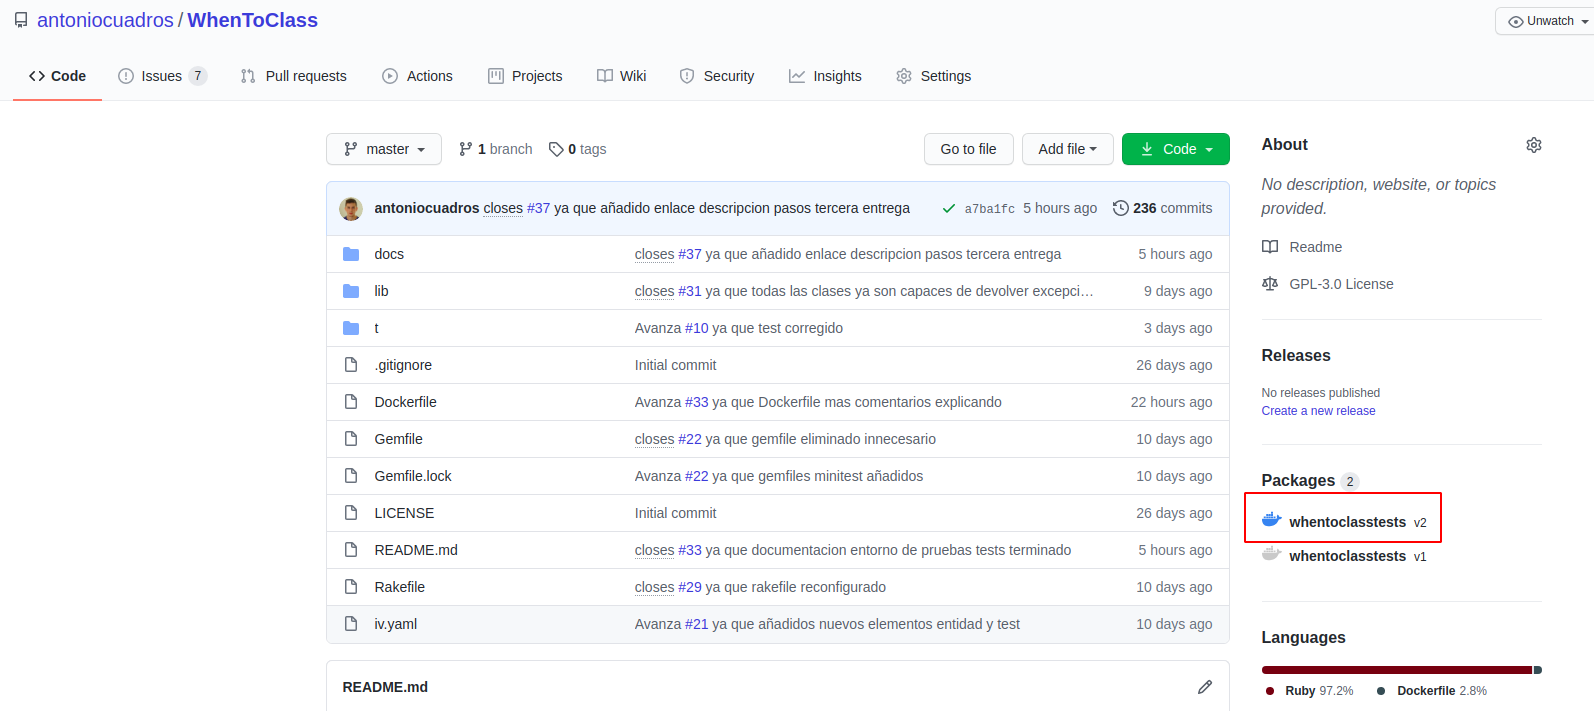 antoniocuadros / WhenToClass
Unwatch
Code
Issues 7
Pull requests
Actions
Projects
Wiki
Security
Insights
Settings
master
1 branch
0 tags
Go to file
Add file
Code
antoniocuadros closes #37 ya que añadido enlace descripcion pasos tercera entrega a7ba1fc 5 hours ago 236 commits
docs closes #37 ya que añadido enlace descripcion pasos tercera entrega 5 hours ago
lib closes #31 ya que todas las clases ya son capaces de devolver excepci… 9 days ago
t Avanza #10 ya que test corregido 3 days ago
.gitignore Initial commit 26 days ago
Dockerfile Avanza #33 ya que Dockerfile mas comentarios explicando 22 hours ago
Gemfile closes #22 ya que gemfile eliminado innecesario 10 days ago
Gemfile.lock Avanza #22 ya que gemfiles minitest añadidos 10 days ago
LICENSE Initial commit 26 days ago
README.md closes #33 ya que documentacion entorno de pruebas tests terminado 5 hours ago
Rakefile closes #29 ya que rakefile reconfigurado 10 days ago
iv.yaml Avanza #21 ya que añadidos nuevos elementos entidad y test 10 days ago
README.md
About
No description, website, or topics
provided.
Readme
GPL-3.0 License
Releases
No releases published
Create a new release
Packages 2
whentoclasstests v2
whentoclasstests v1
Languages
Ruby 97.2% Dockerfile 2.8%